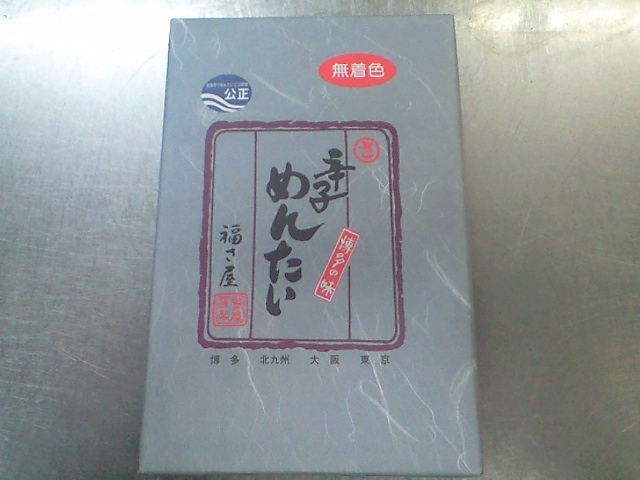 無着色
公正
さ
辛子
めんたい
博多の味
福さ屋
博多 北九州 大阪 東京